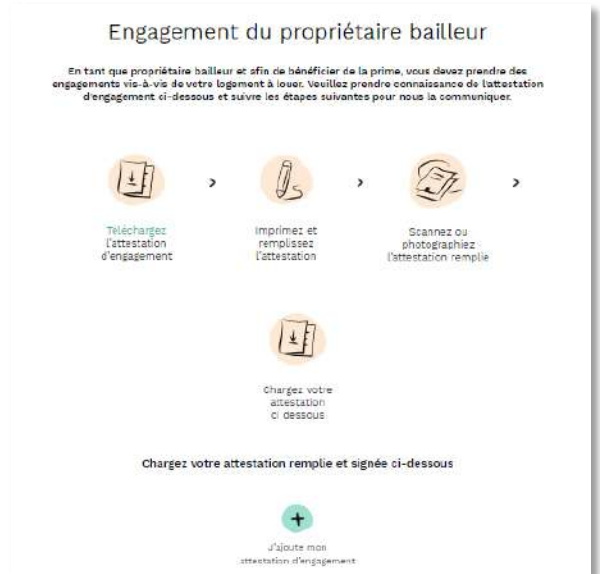 Engagement du propriétaire bailleur
En tant que propriétaire bailleur et afin de bénéficier de la prime, vous devez prendre des
engagements vis-à-vis de votre logement à louer. Veuillez prendre connaissance de l'attestation
d'engagement ci-dessous et suivre les étapes suivantes pour nous la communiquer.
Téléchargez
l'attestation
d'engagement
Imprimez et
remplissez
l'attestation
Scannez ou
photographiez
l'attestation remplie
Chargez votre
attestation
ci dessous
Chargez votre attestation remplie et signée ci-dessous
J'ajoute mon
attestation d'engagement